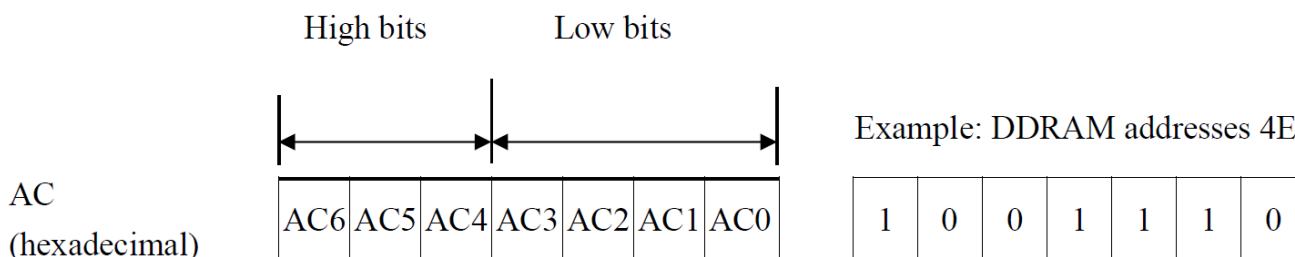 High bits Low bits
Example: DDRAM addresses 4E
AC
(hexadecimal)
AC6 AC5 AC4 AC3 AC2 AC1 AC0 1 0 0 1 1 1 0